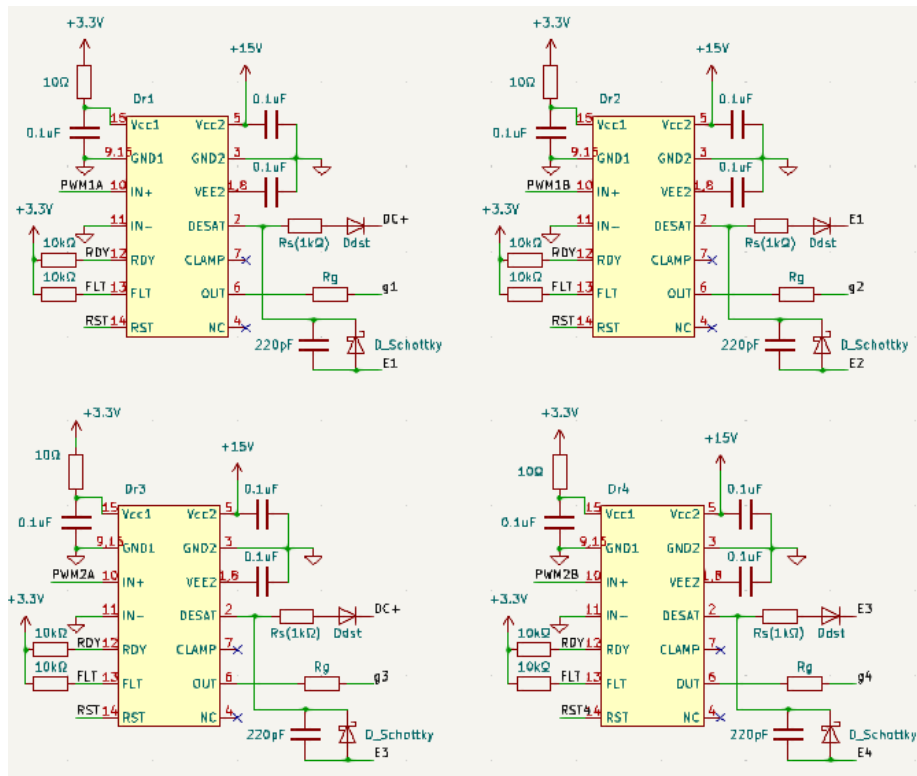 +3.3V
+15V
10Ω
Dr1
0.1uF
0.1uF
15 Vcc1 Vcc2 5
9,16 GND1 GND2 3
0.1uF
PWM1A 10 IN+ VEE2 1,8
11 IN- DESAT 2 Rs(1kΩ) Ddst DC+
+3.3V
10kΩ
RDY 12 RDY CLAMP 7
10kΩ
FLT 13 FLT OUT 6 Rg g1
RST 14 RST NC 4
220pF D_Schottky
E1
+3.3V
+15V
10Ω
Dr2
0.1uF
0.1uF
15 Vcc1 Vcc2 5
9,16 GND1 GND2 3
0.1uF
PWM1B 10 IN+ VEE2 1,8
11 IN- DESAT 2 Rs(1kΩ) Ddst E1
+3.3V
10kΩ
RDY 12 RDY CLAMP 7
10kΩ
FLT 13 FLT OUT 6 Rg g2
RST 14 RST NC 4
220pF D_Schottky
E2
+3.3V
+15V
10Ω
Dr3
0.1uF
0.1uF
15 Vcc1 Vcc2 5
9,16 GND1 GND2 3
0.1uF
PWM2A 10 IN+ VEE2 1,8
11 IN- DESAT 2 Rs(1kΩ) Ddst DC+
+3.3V
10kΩ
RDY 12 RDY CLAMP 7
10kΩ
FLT 13 FLT OUT 6 Rg g3
RST 14 RST NC 4
220pF D_Schottky
E3
+3.3V
+15V
10Ω
Dr4
0.1uF
0.1uF
15 Vcc1 Vcc2 5
9,16 GND1 GND2 3
0.1uF
PWM2B 10 IN+ VEE2 1,8
11 IN- DESAT 2 Rs(1kΩ) Ddst E3
+3.3V
10kΩ
RDY 12 RDY CLAMP 7
10kΩ
FLT 13 FLT OUT 6 Rg g4
RST4 14 RST NC 4
220pF D_Schottky
E4